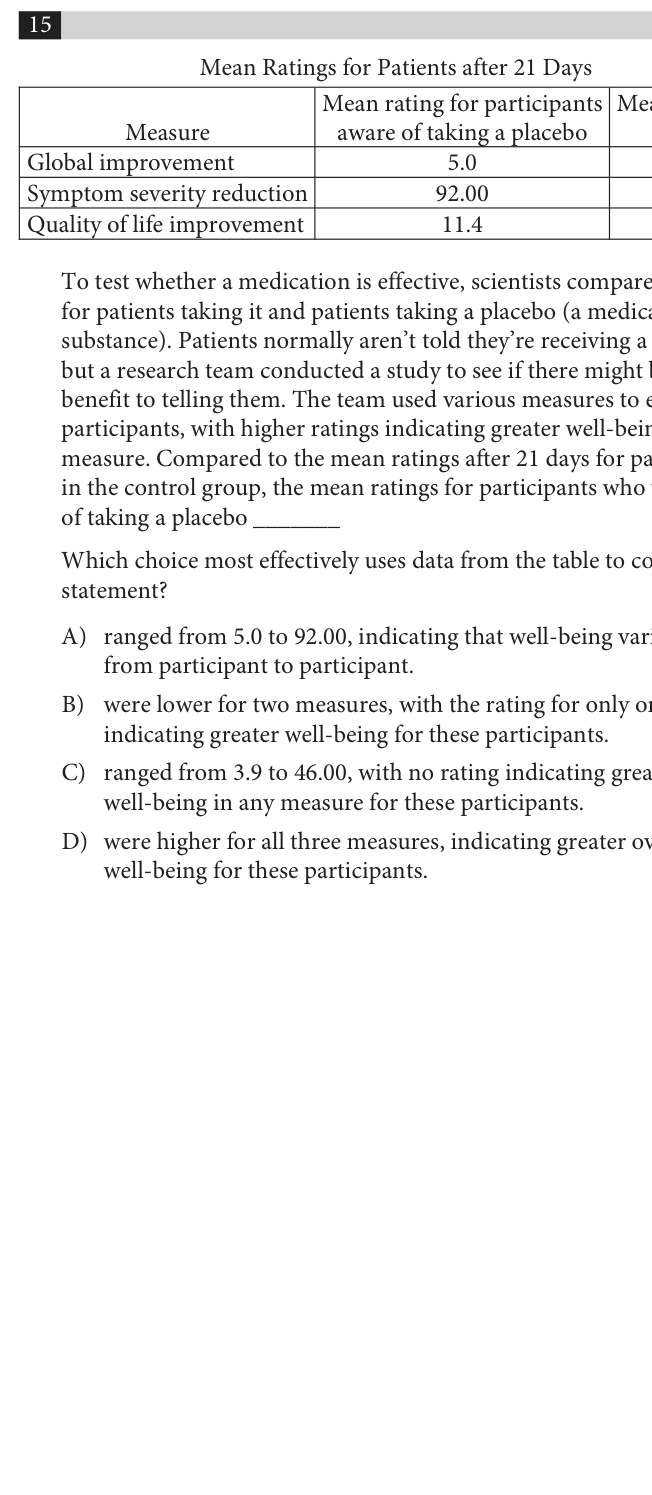 15
Mean Ratings for Patients after 21 Days
Mean rating for participants
Measure aware of taking a placebo
Global improvement 5.0
Symptom severity reduction 92.00
Quality of life improvement 11.4
To test whether a medication is effective, scientists compare
for patients taking it and patients taking a placebo (a
substance). Patients normally aren’t told they’re receiving a
but a research team conducted a study to see if there might
benefit to telling them. The team used various measures to
participants, with higher ratings indicating greater
measure. Compared to the mean ratings after 21 days for
in the control group, the mean ratings for participants who
of taking a placebo _______
Which choice most effectively uses data from the table to
statement?
A) ranged from 5.0 to 92.00, indicating that well-being
from participant to participant.
B) were lower for two measures, with the rating for only
indicating greater well-being for these participants.
C) ranged from 3.9 to 46.00, with no rating indicating
well-being in any measure for these participants.
D) were higher for all three measures, indicating greater
well-being for these participants.